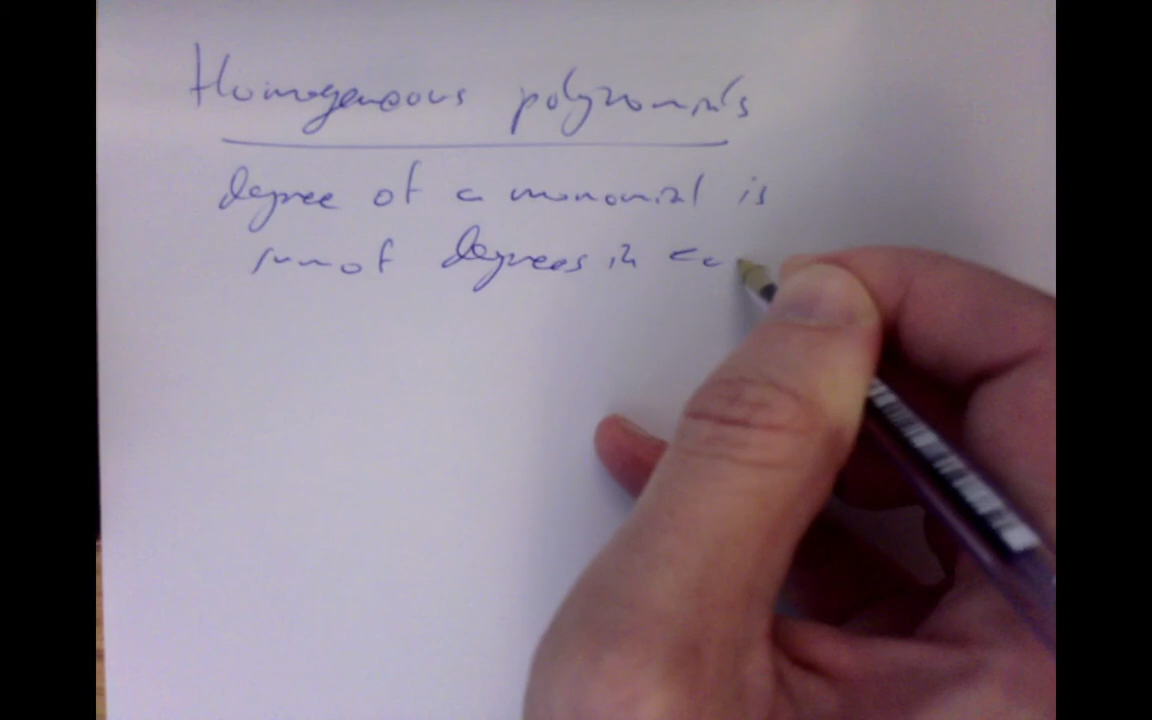 Homogeneous polynomials
degree of a monomial is
sum of degrees in